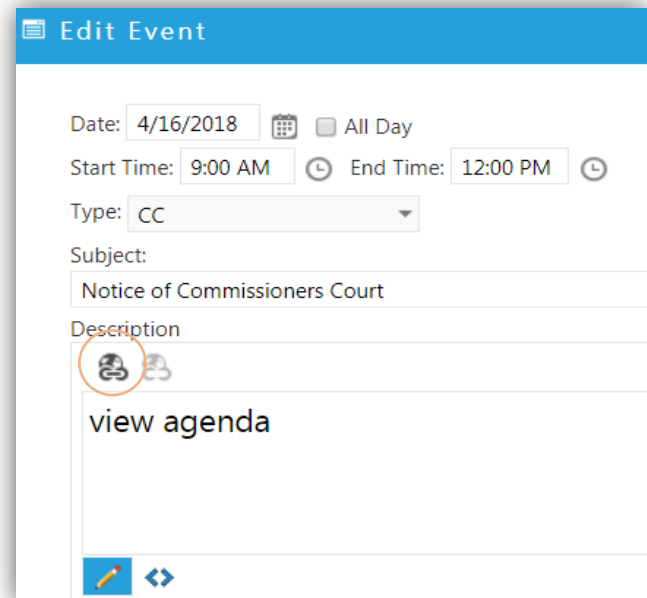 Edit Event
Date: 4/16/2018 All Day
Start Time: 9:00 AM End Time: 12:00 PM
Type: CC
Subject:
Notice of Commissioners Court
Description
view agenda